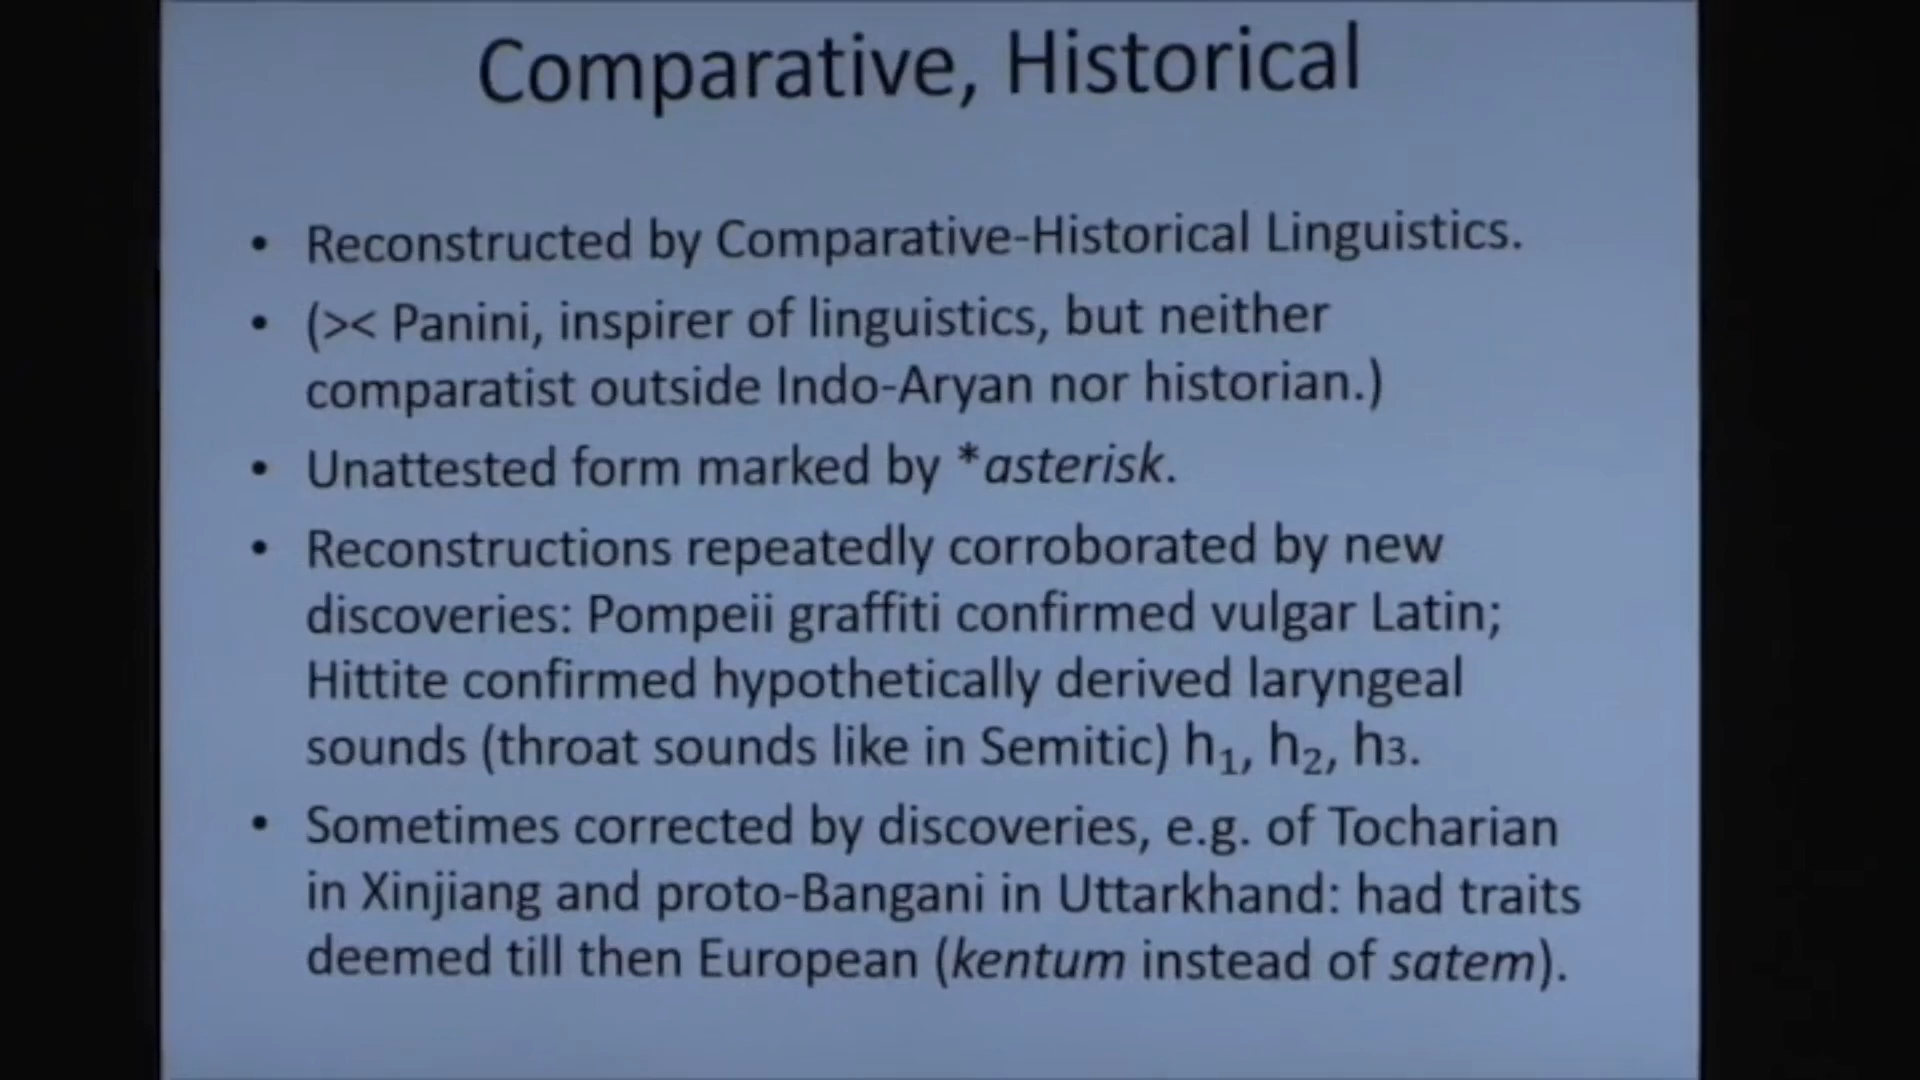 Comparative, Historical
• Reconstructed by Comparative-Historical Linguistics.
• (>< Panini, inspirer of linguistics, but neither
comparatist outside Indo-Aryan nor historian.)
• Unattested form marked by *asterisk.
• Reconstructions repeatedly corroborated by new
discoveries: Pompeii graffiti confirmed vulgar Latin;
Hittite confirmed hypothetically derived laryngeal
sounds (throat sounds like in Semitic) h₁, h₂, h3.
• Sometimes corrected by discoveries, e.g. of Tocharian
in Xinjiang and proto-Bangani in Uttarkhand: had traits
deemed till then European (kentum instead of satem).